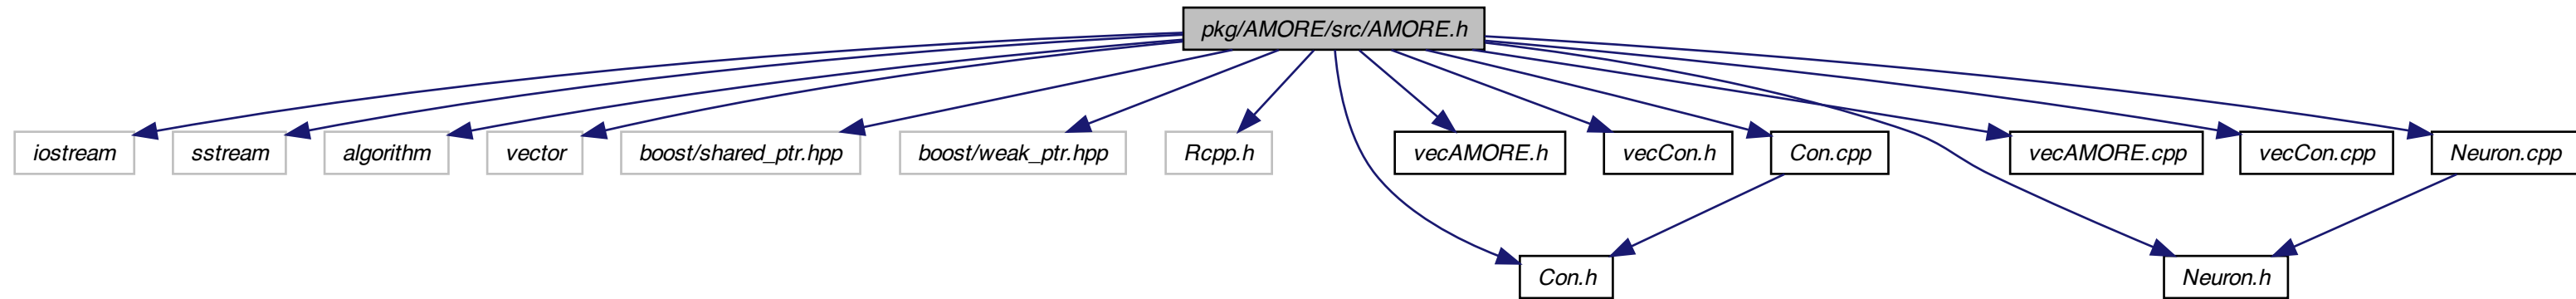 pkg/AMORE/src/AMORE.h
iostream
sstream
algorithm
vector
boost/shared_ptr.hpp
boost/weak_ptr.hpp
Rcpp.h
vecAMORE.h
vecCon.h
Con.cpp
vecAMORE.cpp
vecCon.cpp
Neuron.cpp
Con.h
Neuron.h